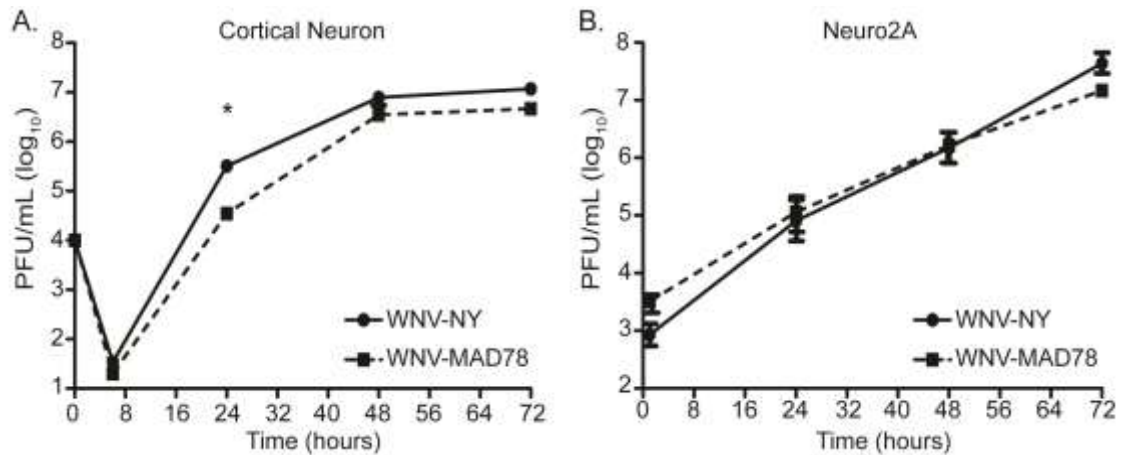 A.
Cortical Neuron
PFU/mL (log10)
8
7
6
5
4
3
2
1
*
WNV-NY
WNV-MAD78
0 8 16 24 32 40 48 56 64 72
Time (hours)
B.
Neuro2A
PFU/mL (log10)
8
7
6
5
4
3
2
WNV-NY
WNV-MAD78
0 8 16 24 32 40 48 56 64 72
Time (hours)